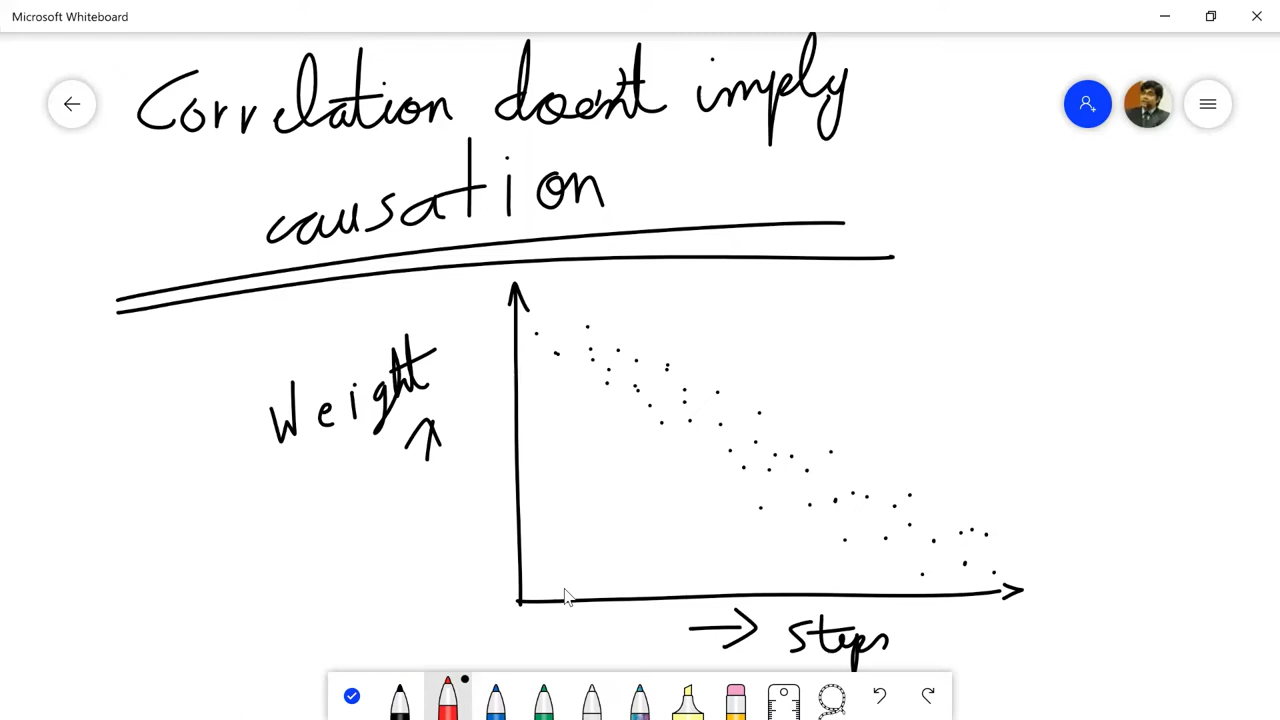 Microsoft Whiteboard
Correlation doesn't imply
causation
Weight
Steps